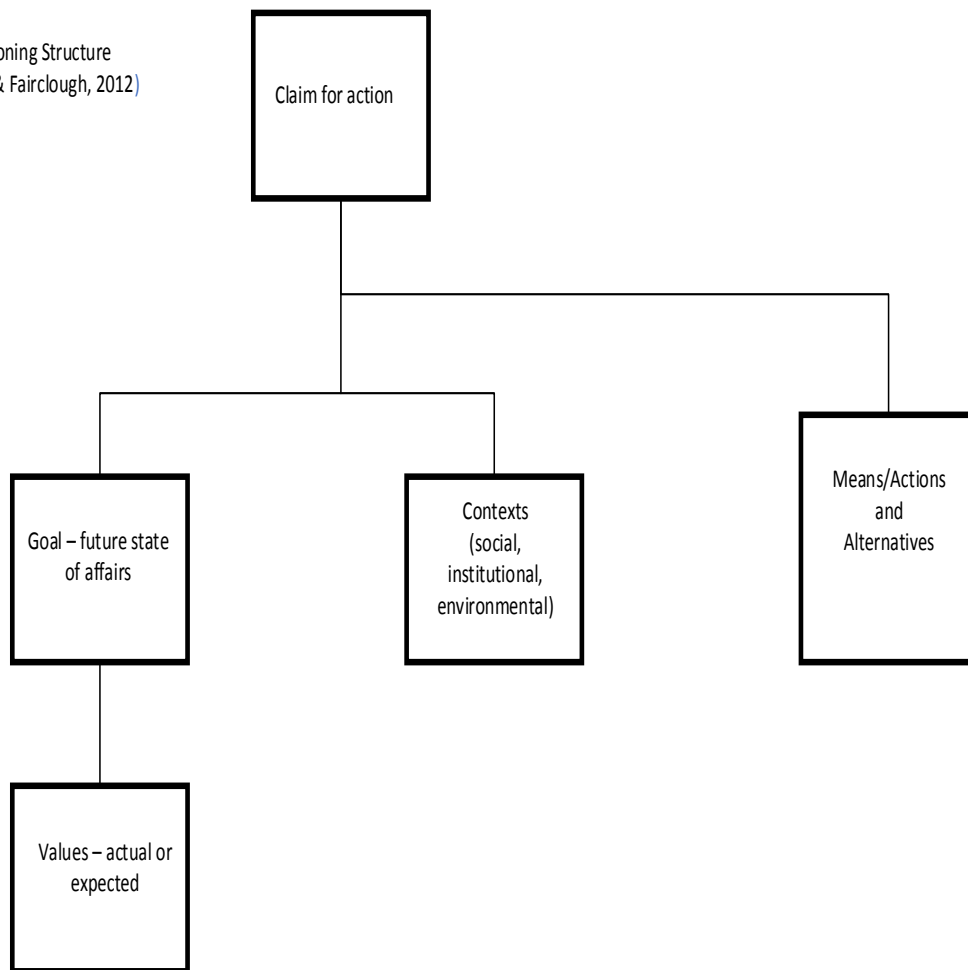 oning Structure
& Fairclough, 2012)
Claim for action
Goal – future state
of affairs
Contexts
(social,
institutional,
environmental)
Means/Actions
and
Alternatives
Values – actual or
expected